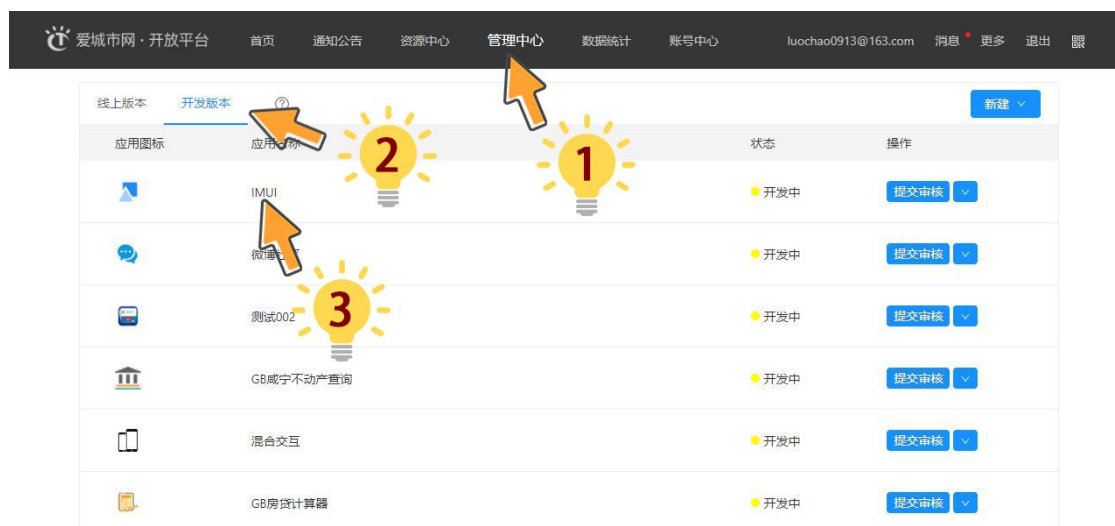 爱城市网·开放平台 首页 通知公告 资源中心 管理中心 数据统计 账号中心 luochao0913@163.com 消息 更多 退出
线上版本 开发版本 新建
应用图标 应用名称 状态 操作
2
1
IMUI 开发中 提交审核
开发中 提交审核
3
测试002 开发中 提交审核
GB咸宁不动产查询 开发中 提交审核
混合交互 开发中 提交审核
GB房贷计算器 开发中 提交审核